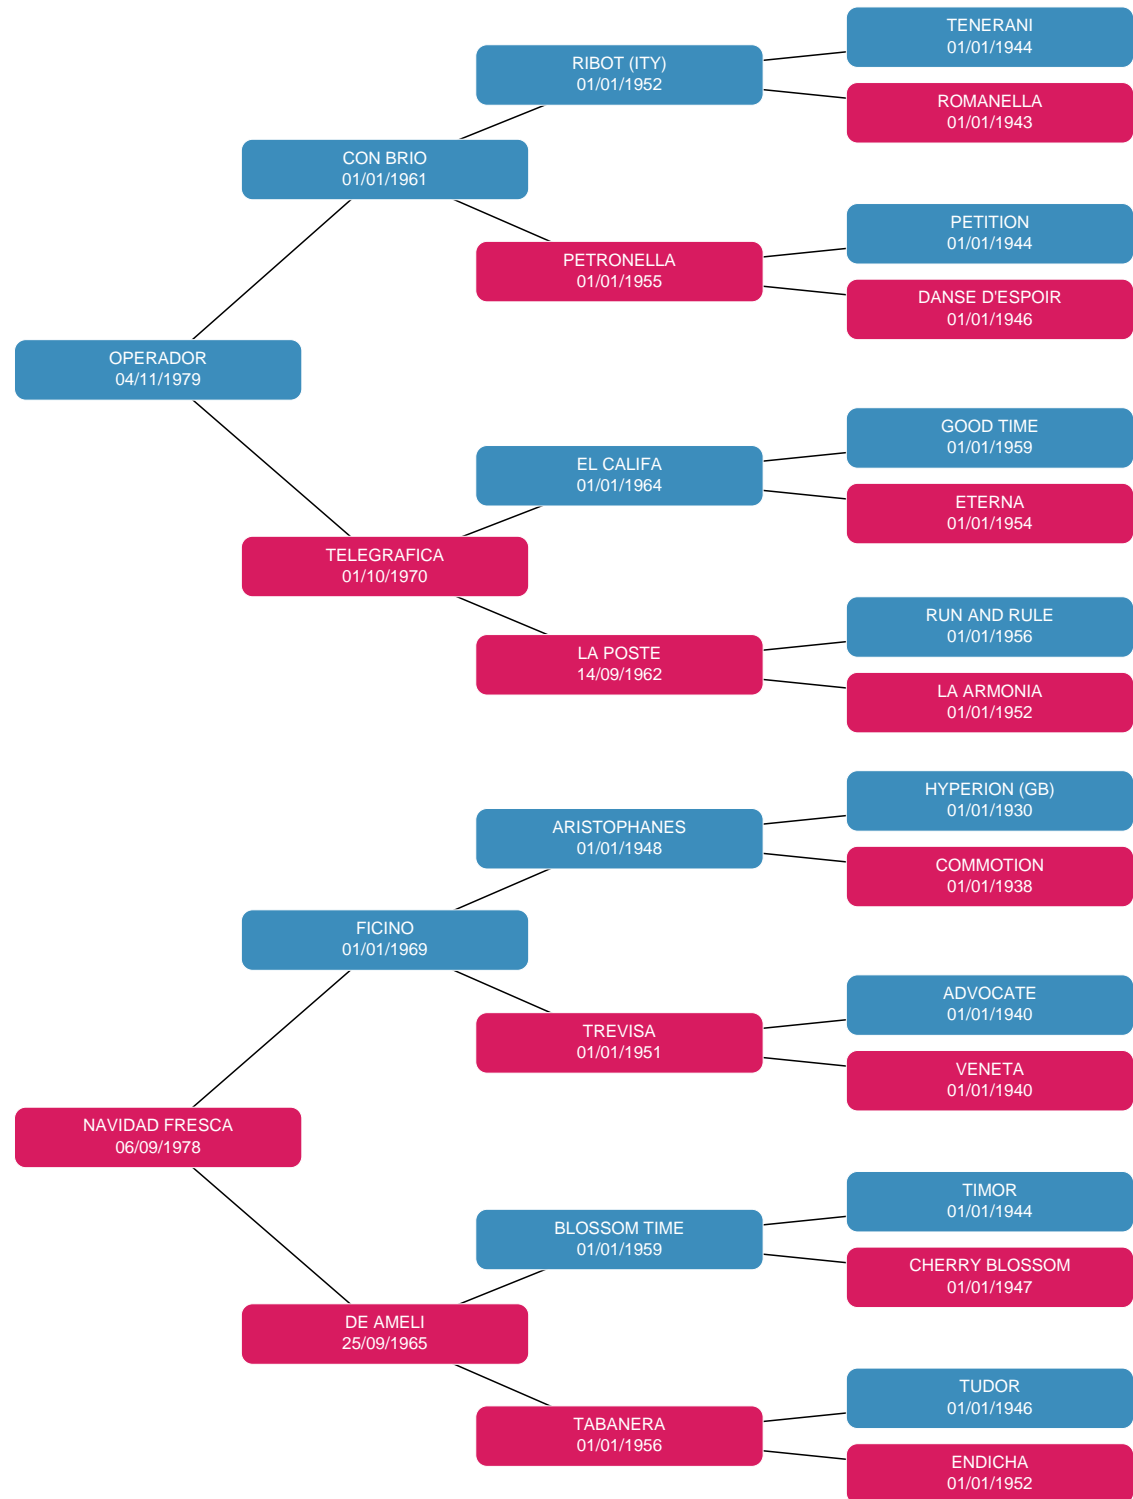 TENERANI
01/01/1944
RIBOT (ITY)
01/01/1952
ROMANELLA
01/01/1943
CON BRIO
01/01/1961
PETITION
01/01/1944
PETRONELLA
01/01/1955
DANSE D'ESPOIR
01/01/1946
OPERADOR
04/11/1979
GOOD TIME
01/01/1959
EL CALIFA
01/01/1964
ETERNA
01/01/1954
TELEGRAFICA
01/10/1970
RUN AND RULE
01/01/1956
LA POSTE
14/09/1962
LA ARMONIA
01/01/1952
HYPERION (GB)
01/01/1930
ARISTOPHANES
01/01/1948
COMMOTION
01/01/1938
FICINO
01/01/1969
ADVOCATE
01/01/1940
TREVISA
01/01/1951
VENETA
01/01/1940
NAVIDAD FRESCA
06/09/1978
TIMOR
01/01/1944
BLOSSOM TIME
01/01/1959
CHERRY BLOSSOM
01/01/1947
DE AMELI
25/09/1965
TUDOR
01/01/1946
TABANERA
01/01/1956
ENDICHA
01/01/1952